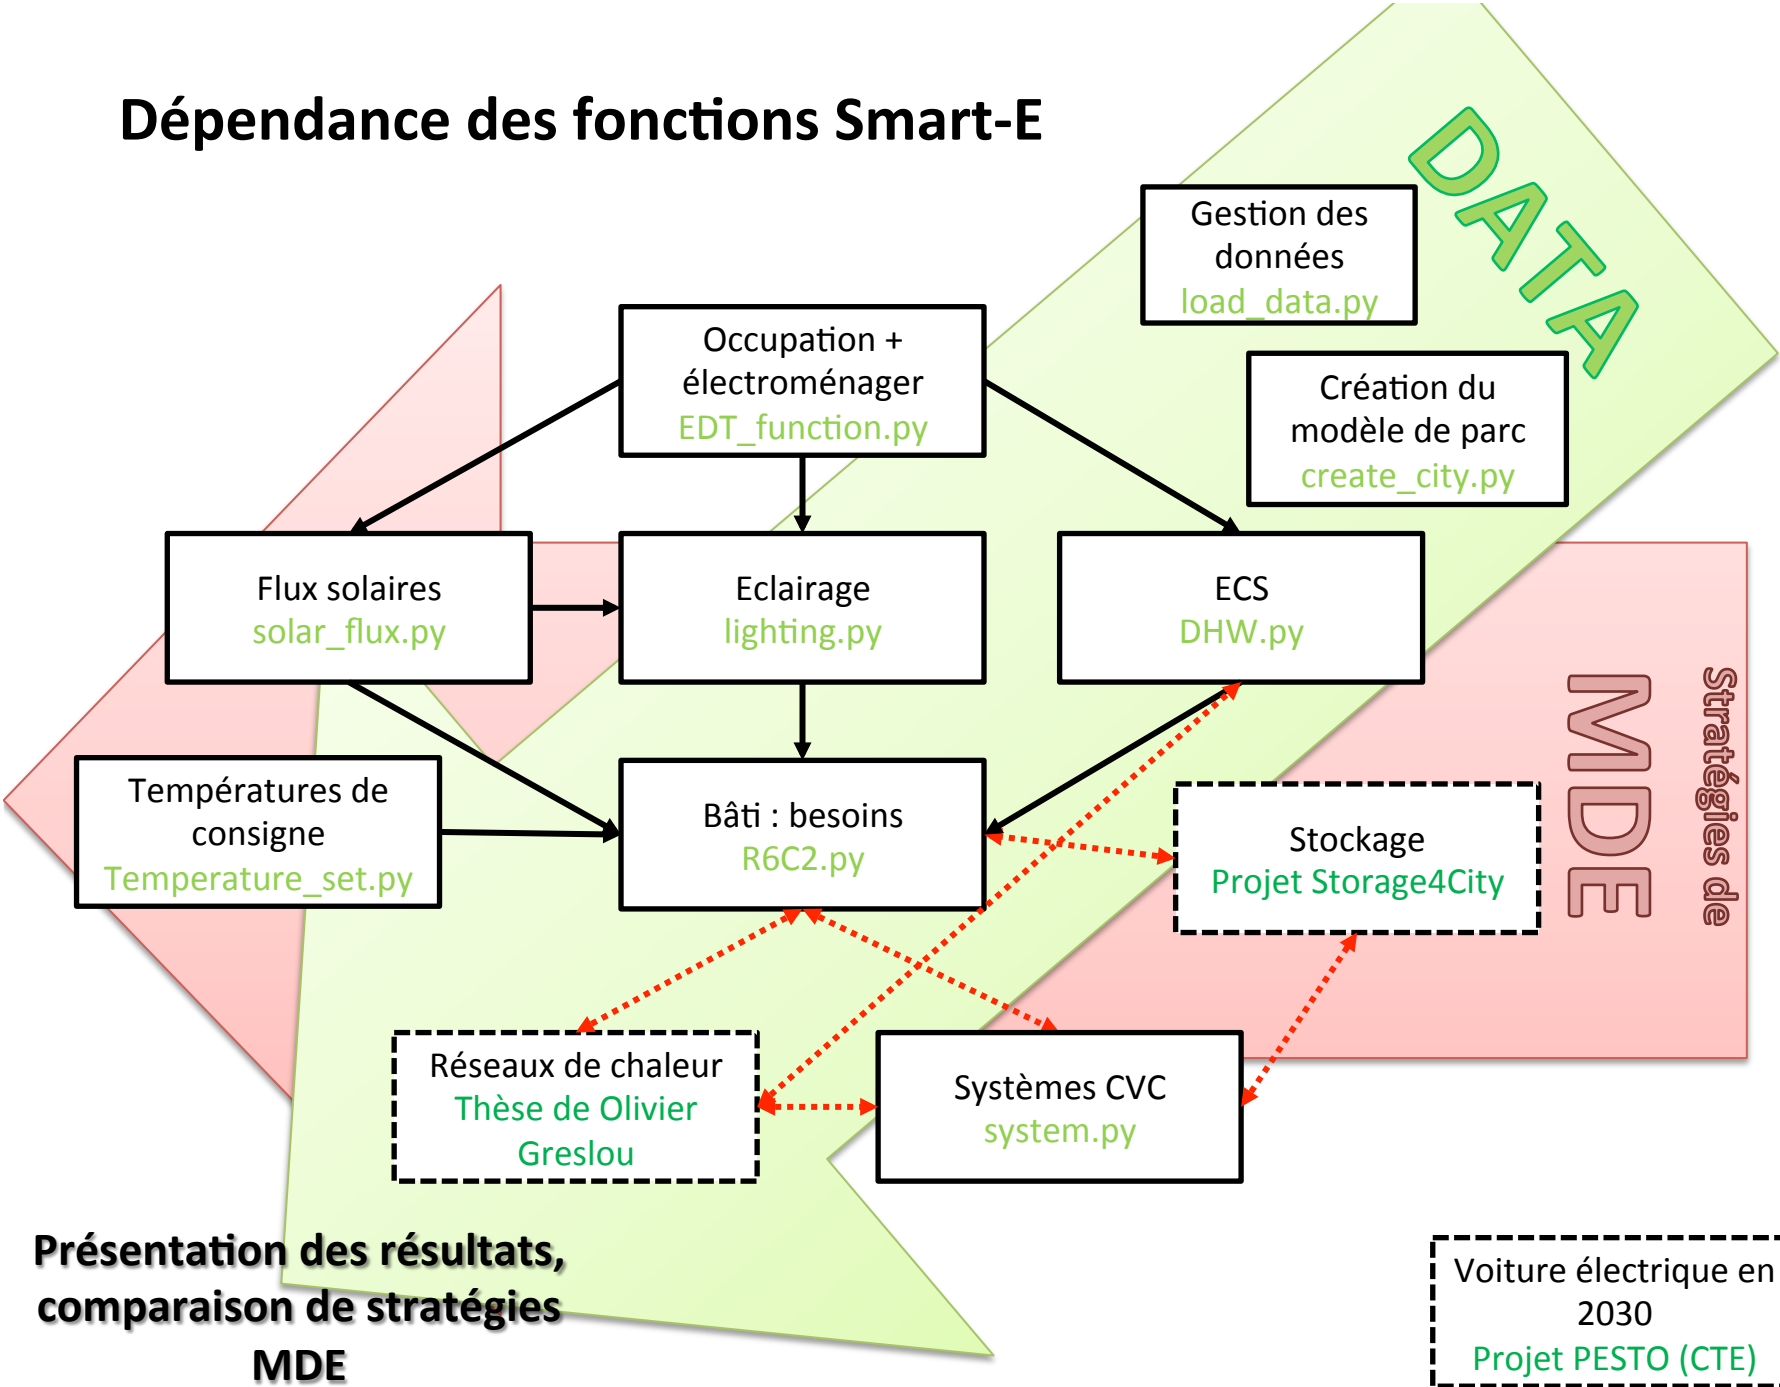 Dépendance des fonctions Smart-E
DATA
Gestion des
données
load_data.py
Occupation +
électroménager
EDT_function.py
Création du
modèle de parc
create_city.py
Flux solaires
solar_flux.py
Eclairage
lighting.py
ECS
DHW.py
Stratégies de
MDE
Températures de
consigne
Temperature_set.py
Bâti : besoins
R6C2.py
Stockage
Projet Storage4City
Réseaux de chaleur
Thèse de Olivier
Greslou
Systèmes CVC
system.py
Présentation des résultats,
comparaison de stratégies
MDE
Voiture électrique en
2030
Projet PESTO (CTE)